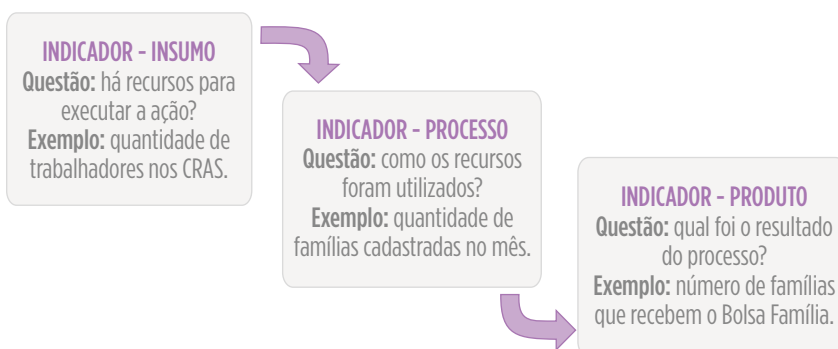 INDICADOR - INSUMO
Questão: há recursos para
executar a ação?
Exemplo: quantidade de
trabalhadores nos CRAS.
INDICADOR - PROCESSO
Questão: como os recursos
foram utilizados?
Exemplo: quantidade de
famílias cadastradas no mês.
INDICADOR - PRODUTO
Questão: qual foi o resultado
do processo?
Exemplo: número de famílias
que recebem o Bolsa Família.